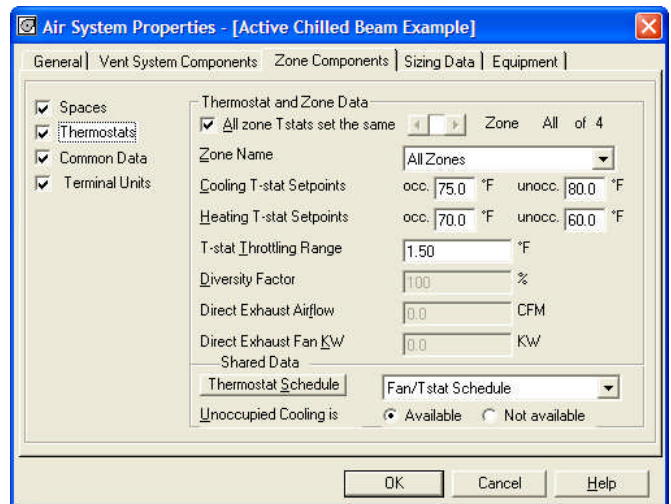 Air System Properties - [Active Chilled Beam Example]
General Vent System Components Zone Components Sizing Data Equipment
Spaces
Thermostats
Common Data
Terminal Units
Thermostat and Zone Data
All zone Tstats set the same Zone All of 4
Zone Name All Zones
Cooling T-stat Setpoints occ. 75.0 °F unocc. 80.0 °F
Heating T-stat Setpoints occ. 70.0 °F unocc. 60.0 °F
T-stat Throttling Range 1.50 °F
Diversity Factor 100 %
Direct Exhaust Airflow 0.0 CFM
Direct Exhaust Fan KW 0.0 KW
Shared Data
Thermostat Schedule Fan/Tstat Schedule
Unoccupied Cooling is Available Not available
OK Cancel Help